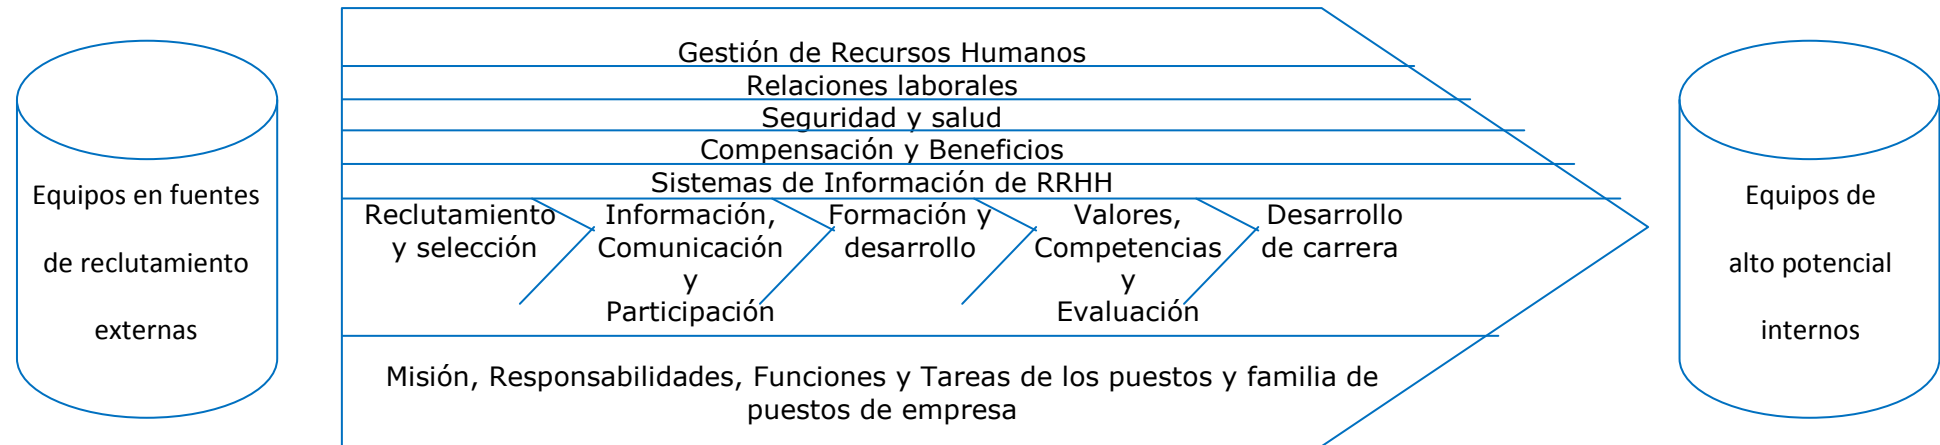 Gestión de Recursos Humanos
Relaciones laborales
Seguridad y salud
Compensación y Beneficios
Sistemas de Información de RRHH
Equipos en fuentes
de reclutamiento
externas
Reclutamiento
y selección
Información,
Comunicación
y
Participación
Formación y
desarrollo
Valores,
Competencias
y
Evaluación
Desarrollo
de carrera
Equipos de
alto potencial
internos
Misión, Responsabilidades, Funciones y Tareas de los puestos y familia de
puestos de empresa